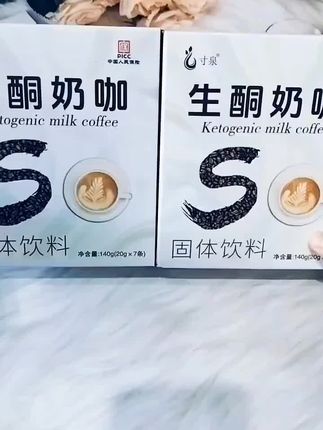 PICC
中国人民保险
酮奶咖
togenic milk coffee
S
体饮料
净含量:140g(20g×7条)
寸泉
生酮奶咖
Ketogenic milk coffe
S
固体饮料
净含量:140g(20g